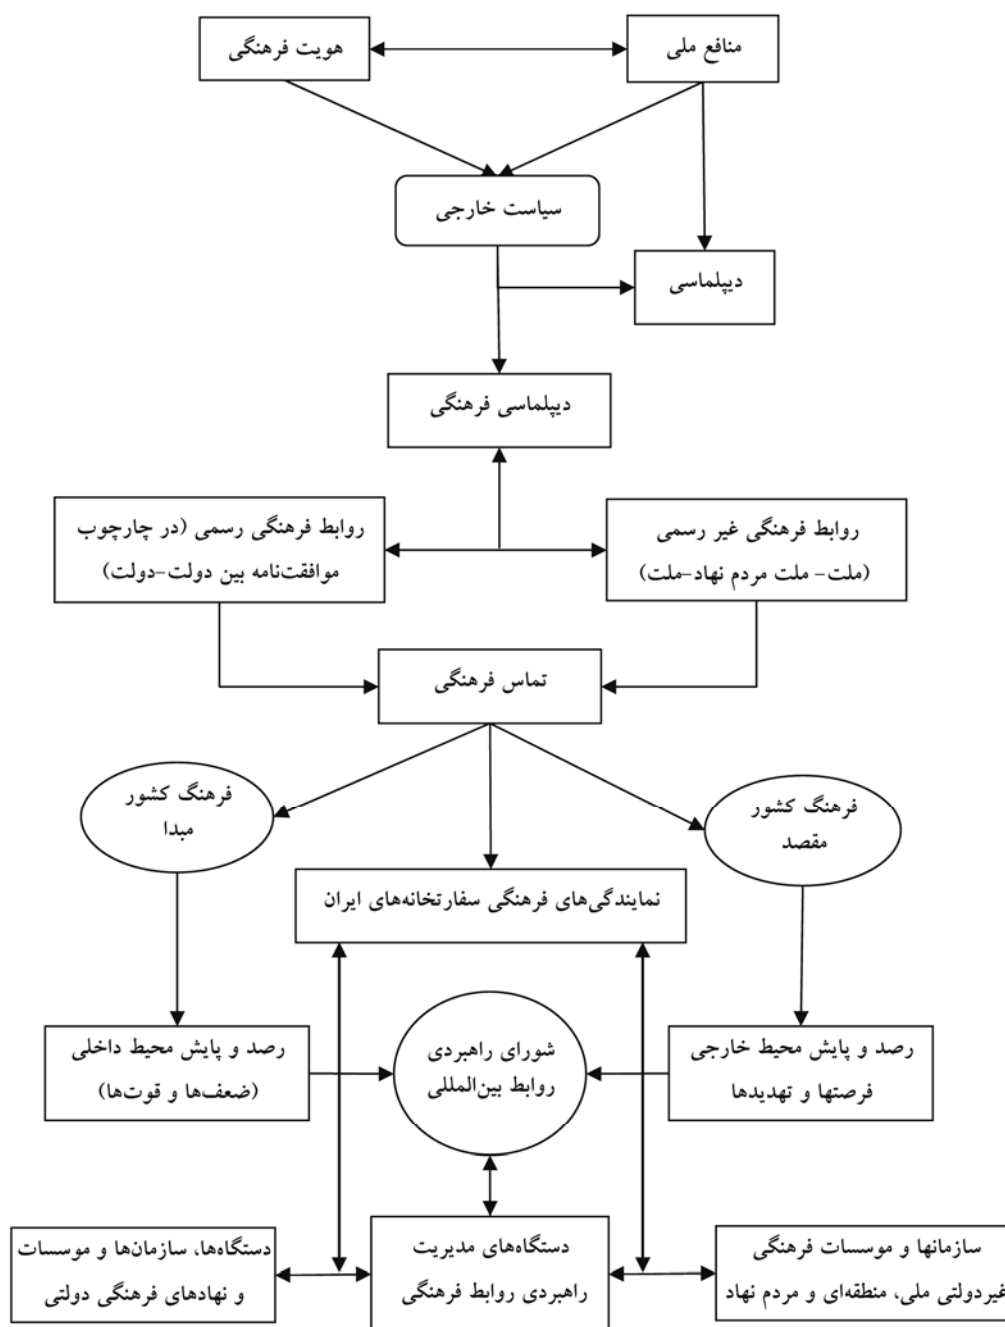 منافع ملی
هویت فرهنگی
سیاست خارجی
دیپلماسی
دیپلماسی فرهنگی
روابط فرهنگی غیر رسمی
(ملت- ملت مردم نهاد-ملت)
روابط فرهنگی رسمی (در چارچوب
موافقت‌نامه بین دولت-دولت)
تماس فرهنگی
فرهنگ کشور
مقصد
فرهنگ کشور
مبدا
نمایندگی‌های فرهنگی سفارتخانه‌های ایران
رصد و پایش محیط خارجی
فرصتها و تهدیدها
شورای راهبردی
روابط بین‌المللی
رصد و پایش محیط داخلی
(ضعف‌ها و قوت‌ها)
سازمانها و موسسات فرهنگی
غیردولتی ملی، منطقه‌ای و مردم نهاد
دستگاه‌های مدیریت
راهبردی روابط فرهنگی
دستگاه‌ها، سازمان‌ها و موسسات
و نهادهای فرهنگی دولتی